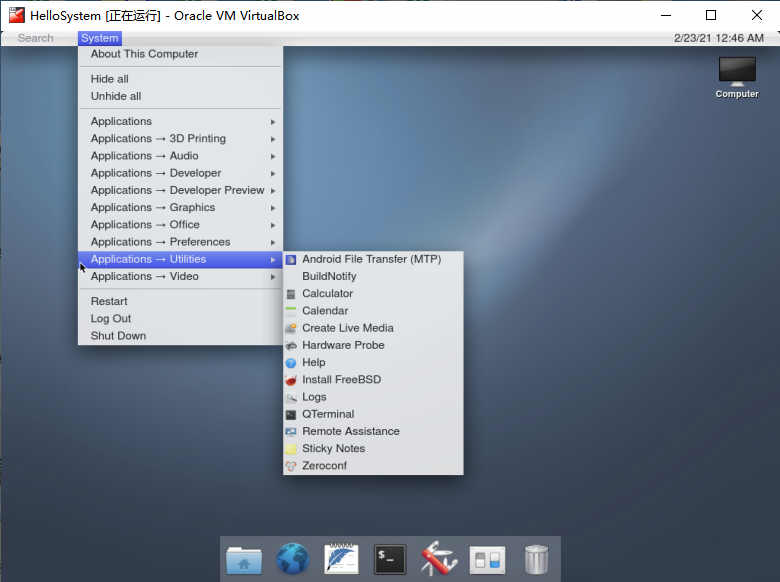 HelloSystem [正在运行] - Oracle VM VirtualBox
Search System 2/23/21 12:46 AM
About This Computer
Hide all
Unhide all
Applications
Applications → 3D Printing
Applications → Audio
Applications → Developer
Applications → Developer Preview
Applications → Graphics
Applications → Office
Applications → Preferences
Applications → Utilities
Applications → Video
Restart
Log Out
Shut Down
Android File Transfer (MTP)
BuildNotify
Calculator
Calendar
Create Live Media
Hardware Probe
Help
Install FreeBSD
Logs
QTerminal
Remote Assistance
Sticky Notes
Zeroconf
Computer
$_